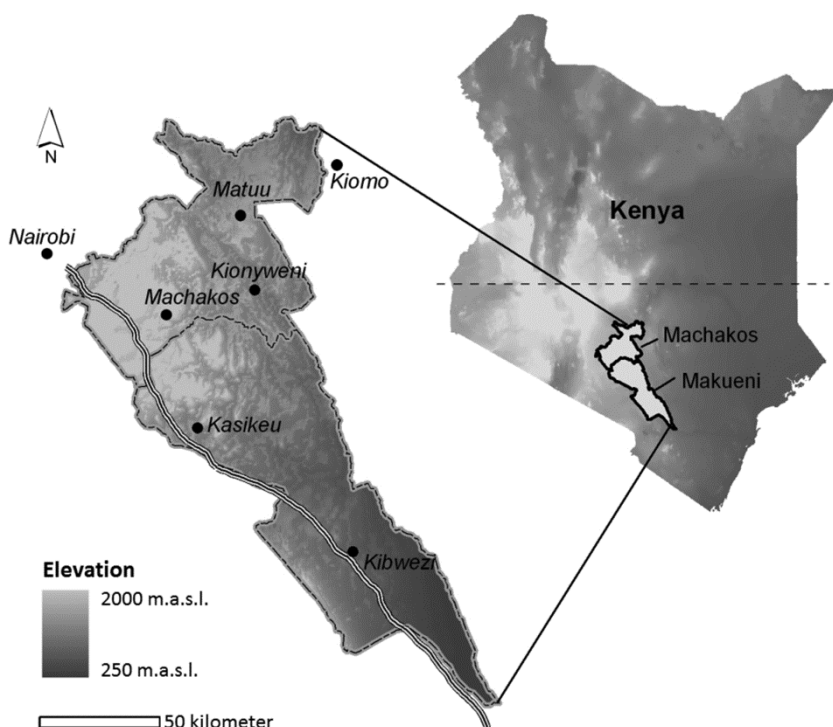 N
Nairobi
Matuu
Kiomo
Kionyweni
Machakos
Kasikeu
Kibwezi
Kenya
Machakos
Makueni
Elevation
2000 m.a.s.l.
250 m.a.s.l.
50 kilometer